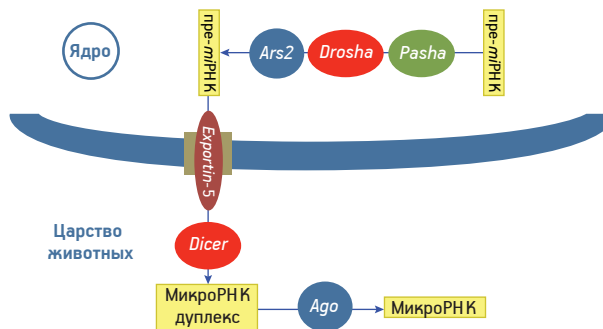 Ядро
пре-miРНК
Ars2
Drosha
Pasha
пре-miРНК
Exportin-5
Царство
животных
Dicer
МикроРНК
дуплекс
Ago
МикроРНК